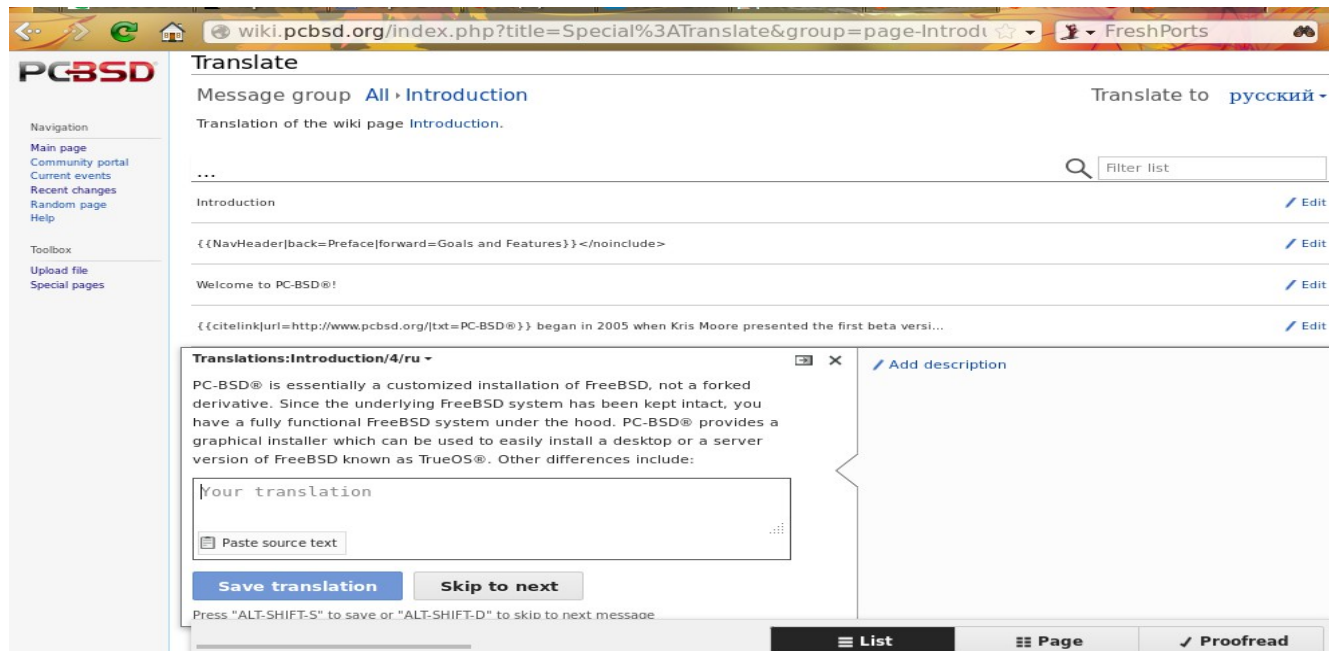 wiki.pcbsd.org/index.php?title=Special%3ATranslate&group=page-Introdu
FreshPorts
PC-BSD
Translate
Message group All › Introduction
Translate to русский
Translation of the wiki page Introduction.
Navigation
Main page
Community portal
Current events
Recent changes
Random page
Help
Toolbox
Upload file
Special pages
...
Filter list
Introduction
Edit
{{NavHeader|back=Preface|forward=Goals and Features}}</noinclude>
Edit
Welcome to PC-BSD®!
Edit
{{citelink|url=http://www.pcbsd.org/|txt=PC-BSD®}} began in 2005 when Kris Moore presented the first beta versi...
Edit
Translations:Introduction/4/ru
PC-BSD® is essentially a customized installation of FreeBSD, not a forked
derivative. Since the underlying FreeBSD system has been kept intact, you
have a fully functional FreeBSD system under the hood. PC-BSD® provides a
graphical installer which can be used to easily install a desktop or a server
version of FreeBSD known as TrueOS®. Other differences include:
Add description
Your translation
Paste source text
Save translation
Skip to next
Press "ALT-SHIFT-S" to save or "ALT-SHIFT-D" to skip to next message
List
Page
Proofread